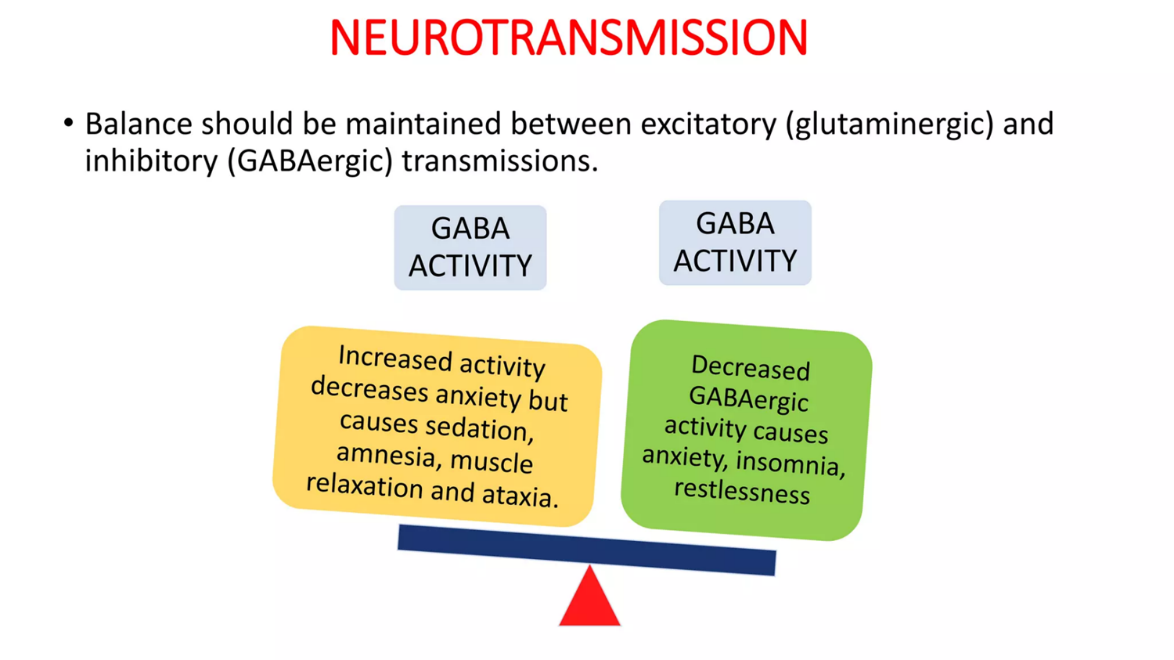 NEUROTRANSMISSION
• Balance should be maintained between excitatory (glutaminergic) and
inhibitory (GABAergic) transmissions.
GABA
ACTIVITY
GABA
ACTIVITY
Increased activity
decreases anxiety but
causes sedation,
amnesia, muscle
relaxation and ataxia.
Decreased
GABAergic
activity causes
anxiety, insomnia,
restlessness